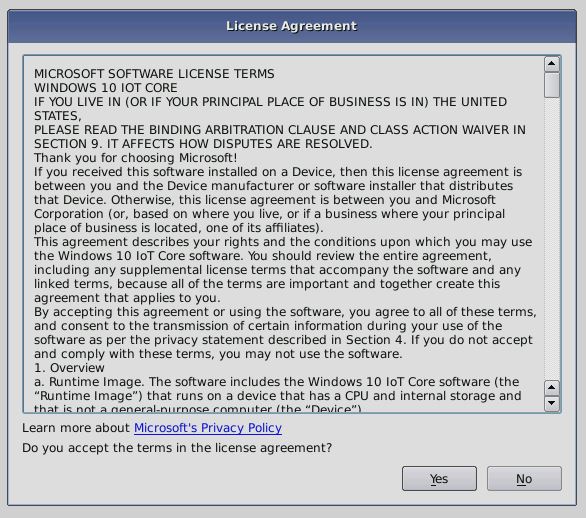 License Agreement
MICROSOFT SOFTWARE LICENSE TERMS
WINDOWS 10 IOT CORE
IF YOU LIVE IN (OR IF YOUR PRINCIPAL PLACE OF BUSINESS IS IN) THE UNITED
STATES,
PLEASE READ THE BINDING ARBITRATION CLAUSE AND CLASS ACTION WAIVER IN
SECTION 9. IT AFFECTS HOW DISPUTES ARE RESOLVED.
Thank you for choosing Microsoft!
If you received this software installed on a Device, then this license agreement is
between you and the Device manufacturer or software installer that distributes
that Device. Otherwise, this license agreement is between you and Microsoft
Corporation (or, based on where you live, or if a business where your principal
place of business is located, one of its affiliates).
This agreement describes your rights and the conditions upon which you may use
the Windows 10 IoT Core software. You should review the entire agreement,
including any supplemental license terms that accompany the software and any
linked terms, because all of the terms are important and together create this
agreement that applies to you.
By accepting this agreement or using the software, you agree to all of these terms,
and consent to the transmission of certain information during your use of the
software as per the privacy statement described in Section 4. If you do not accept
and comply with these terms, you may not use the software.
1. Overview
a. Runtime Image. The software includes the Windows 10 IoT Core software (the
“Runtime Image”) that runs on a device that has a CPU and internal storage and
that is not a general-purpose computer (the “Device”)
Learn more about Microsoft's Privacy Policy
Do you accept the terms in the license agreement?
Yes No